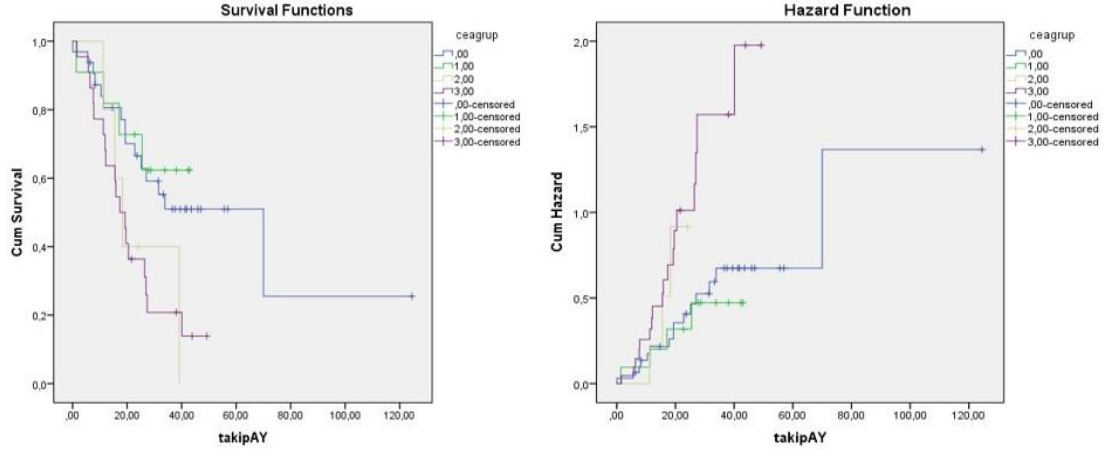 Survival Functions
Cum Survival
1,0
0,8
0,6
0,4
0,2
0,0
,00
20,00
40,00
60,00
80,00
100,00
120,00
takipAY
ceagrup
,00
1,00
2,00
3,00
,00-censored
1,00-censored
2,00-censored
3,00-censored
Hazard Function
Cum Hazard
2,0
1,5
1,0
0,5
0,0
,00
20,00
40,00
60,00
80,00
100,00
120,00
takipAY
ceagrup
,00
1,00
2,00
3,00
,00-censored
1,00-censored
2,00-censored
3,00-censored